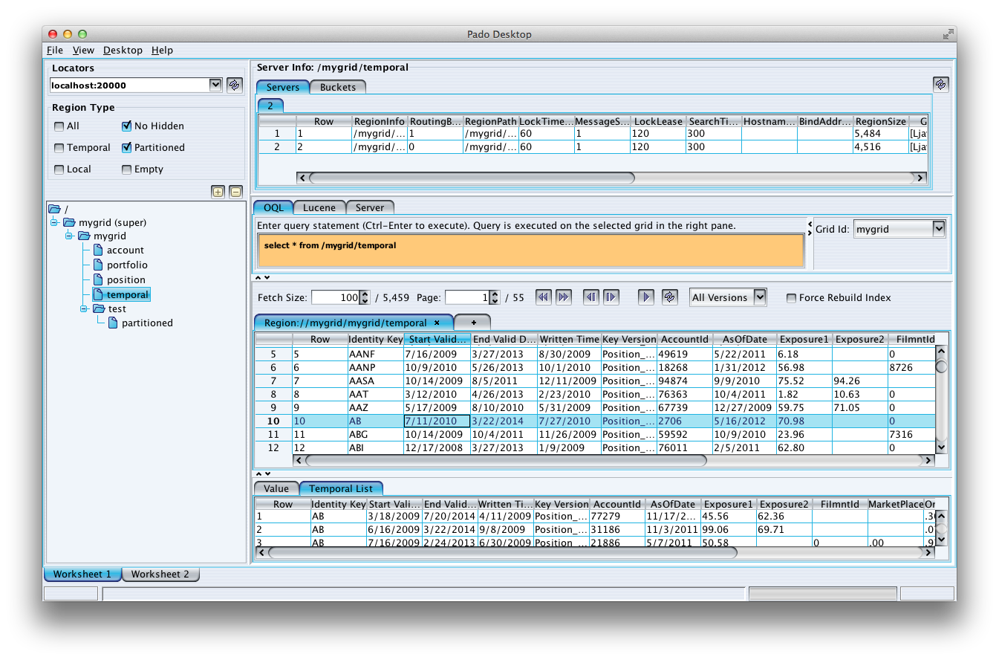 Pado Desktop
File View Desktop Help
Locators
localhost:20000
Region Type
All No Hidden
Temporal Partitioned
Local Empty
/
mygrid (super)
mygrid
account
portfolio
position
temporal
test
partitioned
Server Info: /mygrid/temporal
Servers Buckets
2
Row RegionInfo RoutingB... RegionPath LockTime... MessageS... LockLease SearchTi... Hostnam... BindAddr... RegionSize G
1 1 /mygrid/... 1 /mygrid/... 60 1 120 300 5,484 [Lja
2 2 /mygrid/... 0 /mygrid/... 60 1 120 300 4,516 [Lja
OQL Lucene Server
Enter query statement (Ctrl-Enter to execute). Query is executed on the selected grid in the right pane.
Grid Id: mygrid
select * from /mygrid/temporal
Fetch Size: 100 / 5,459 Page: 1 / 55 All Versions Force Rebuild Index
Region://mygrid/mygrid/temporal × +
Row Identity Key Start Valid... End Valid D... Written Time Key Version AccountId AsOfDate Exposure1 Exposure2 FilmntId
5 5 AANF 7/16/2009 3/27/2013 8/30/2009 Position_... 49619 5/22/2011 6.18 0
6 6 AANP 10/9/2010 5/26/2013 10/1/2010 Position_... 18268 1/31/2012 56.98 8726
7 7 AASA 10/14/2009 8/5/2011 12/11/2009 Position_... 94874 9/9/2010 75.52 94.26
8 8 AAT 3/12/2010 4/26/2013 2/23/2010 Position_... 76363 10/4/2011 1.82 10.63 0
9 9 AAZ 5/17/2009 8/10/2010 5/31/2009 Position_... 67739 12/27/2009 59.75 71.05 0
10 10 AB 7/11/2010 3/22/2014 7/27/2010 Position_... 2706 5/16/2012 70.98 0
11 11 ABG 10/14/2009 10/4/2011 11/26/2009 Position_... 59592 10/9/2010 23.96 7316
12 12 ABI 12/17/2008 3/27/2013 1/9/2009 Position_... 76011 2/5/2011 62.80 0
Value Temporal List
Row Identity Key Start Vali... End Valid... Written Ti... Key Version AccountId AsOfDate Exposure1 Exposure2 FilmntId MarketPlace Or
1 AB 3/18/2009 7/20/2014 4/11/2009 Position_... 77279 11/17/2... 45.56 62.36 .30
2 AB 6/16/2009 3/22/2014 9/8/2009 Position_... 31186 11/3/2011 99.06 69.71 .0
3 AB 7/16/2009 2/24/2013 6/30/2009 Position_... 21886 5/7/2011 50.58 0 .00 .9
Worksheet 1 Worksheet 2